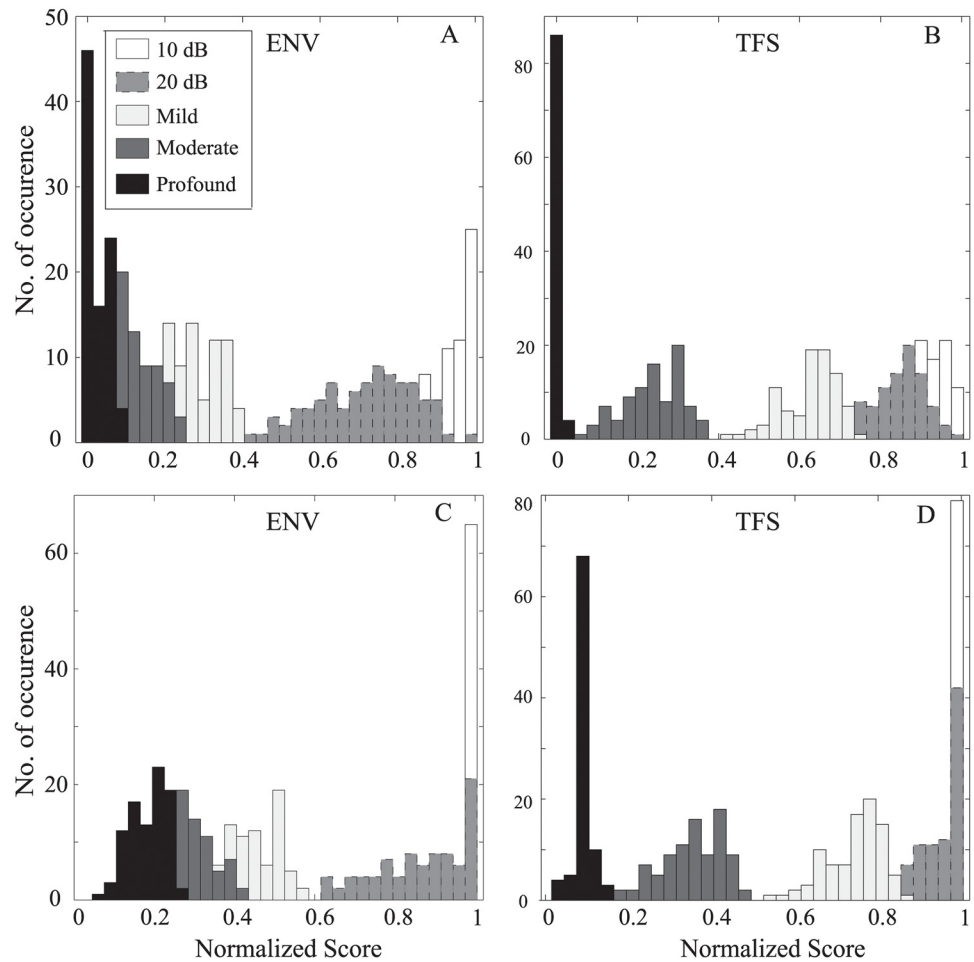 ENV
A
10 dB
20 dB
Mild
Moderate
Profound
No. of occurence
50
40
30
20
10
0
0 0.2 0.4 0.6 0.8 1
TFS
B
80
60
40
20
0
0 0.2 0.4 0.6 0.8 1
ENV
C
No. of occurence
60
40
20
0
0.2 0.4 0.6 0.8 1
Normalized Score
TFS
D
80
60
40
20
0
0 0.2 0.4 0.6 0.8 1
Normalized Score